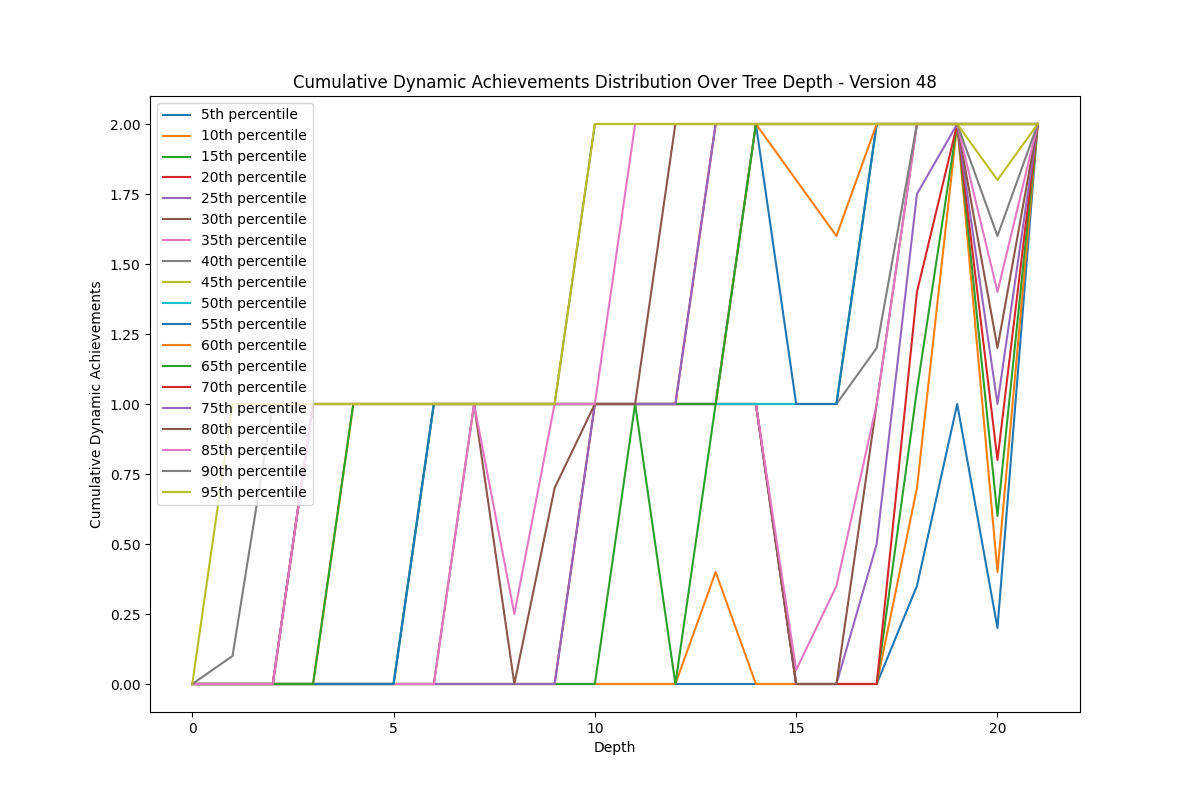 Cumulative Dynamic Achievements Distribution Over Tree Depth - Version 48
5th percentile
10th percentile
15th percentile
20th percentile
25th percentile
30th percentile
35th percentile
40th percentile
45th percentile
50th percentile
55th percentile
60th percentile
65th percentile
70th percentile
75th percentile
80th percentile
85th percentile
90th percentile
95th percentile
Cumulative Dynamic Achievements
2.00
1.75
1.50
1.25
1.00
0.75
0.50
0.25
0.00
0 5 10 15 20
Depth